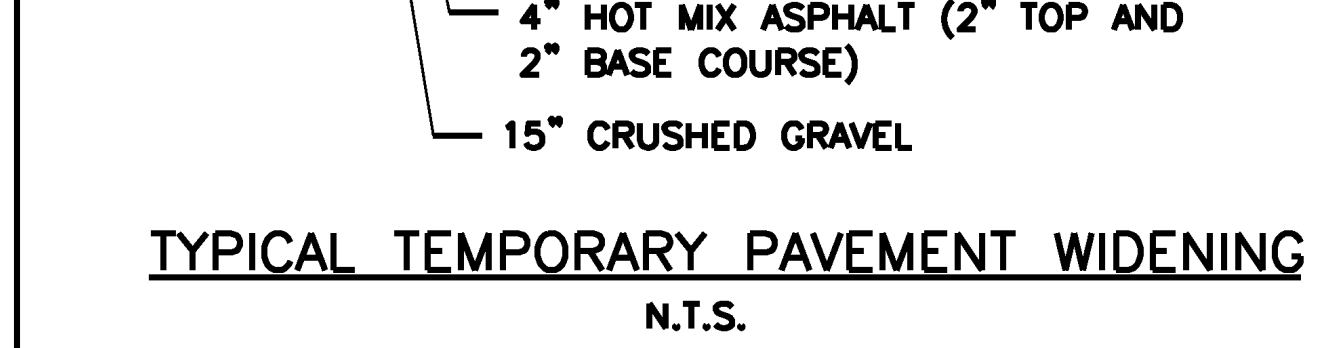 4" HOT MIX ASPHALT (2" TOP AND
2" BASE COURSE)
15" CRUSHED GRAVEL
TYPICAL TEMPORARY PAVEMENT WIDENING
N.T.S.